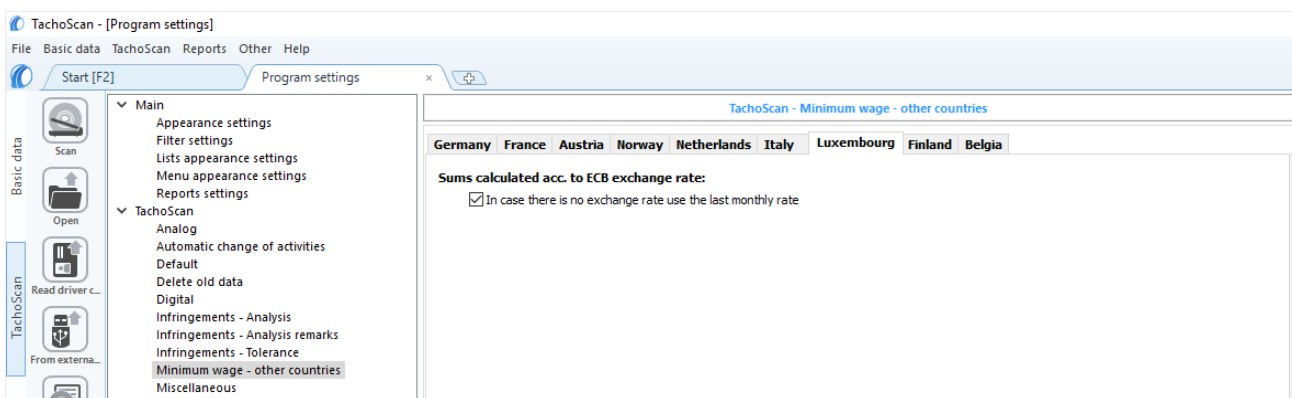 TachoScan - [Program settings]
File Basic data TachoScan Reports Other Help
Start [F2]
Program settings
×
Basic data
TachoScan
Scan
Open
Read driver c...
From externa...
Main
Appearance settings
Filter settings
Lists appearance settings
Menu appearance settings
Reports settings
TachoScan
Analog
Automatic change of activities
Default
Delete old data
Digital
Infringements - Analysis
Infringements - Analysis remarks
Infringements - Tolerance
Minimum wage - other countries
Miscellaneous
TachoScan - Minimum wage - other countries
Germany France Austria Norway Netherlands Italy Luxembourg Finland Belgia
Sums calculated acc. to ECB exchange rate:
In case there is no exchange rate use the last monthly rate